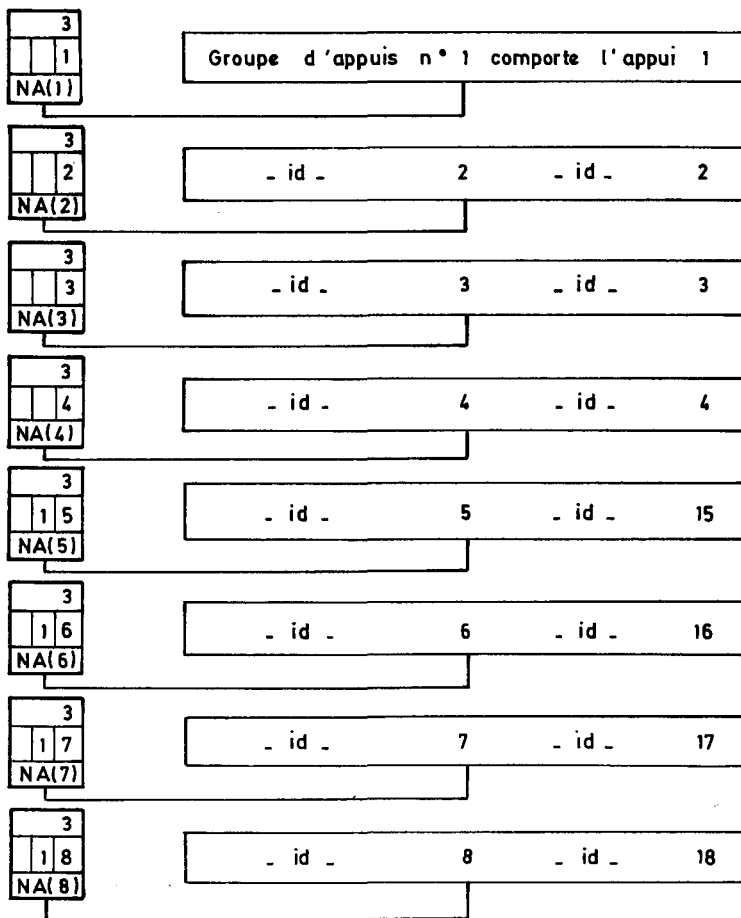 3
1
NA(1)
Groupe d'appuis n° 1 comporte l'appui 1
3
2
NA(2)
_ id _ 2 _ id _ 2
3
3
NA(3)
_ id _ 3 _ id _ 3
3
4
NA(4)
_ id _ 4 _ id _ 4
3
1 5
NA(5)
_ id _ 5 _ id _ 15
3
1 6
NA(6)
_ id _ 6 _ id _ 16
3
1 7
NA(7)
_ id _ 7 _ id _ 17
3
1 8
NA(8)
_ id _ 8 _ id _ 18